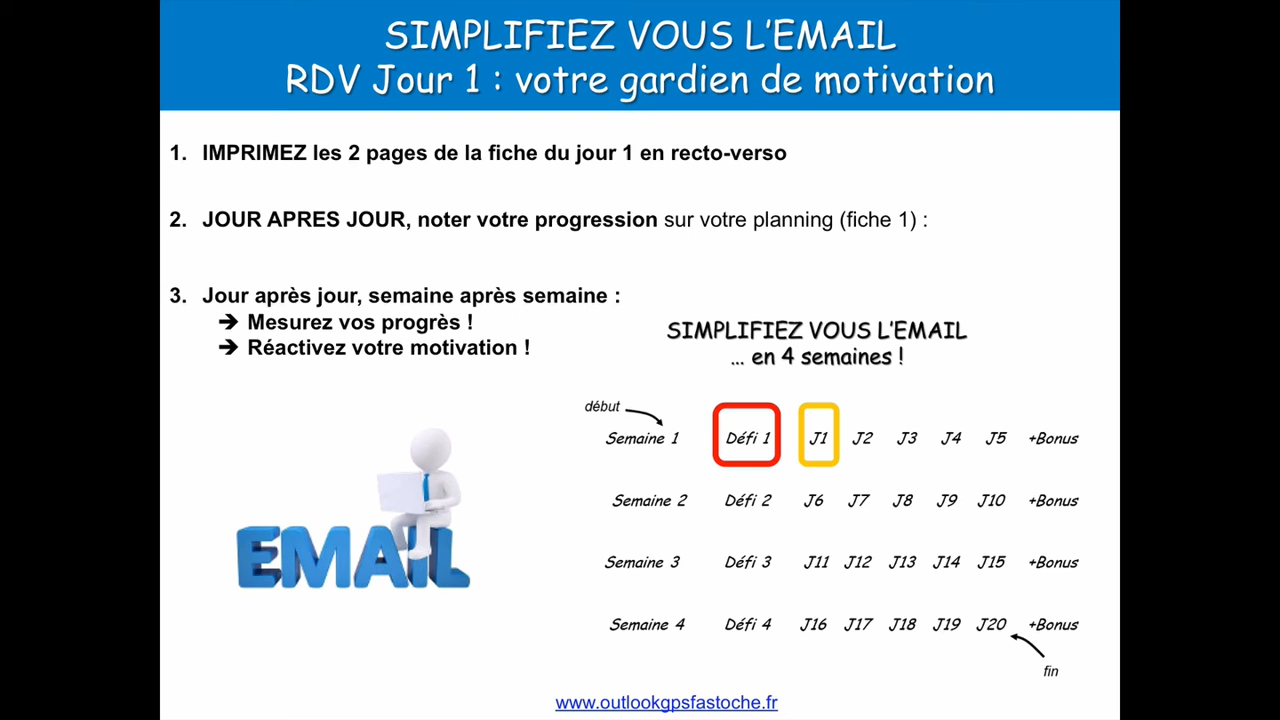 SIMPLIFIEZ VOUS L'EMAIL
RDV Jour 1 : votre gardien de motivation
1. IMPRIMEZ les 2 pages de la fiche du jour 1 en recto-verso
2. JOUR APRES JOUR, noter votre progression sur votre planning (fiche 1) :
3. Jour après jour, semaine après semaine :
➔ Mesurez vos progrès !
➔ Réactivez votre motivation !
EMAIL
SIMPLIFIEZ VOUS L'EMAIL
... en 4 semaines !
début
Semaine 1 Défi 1 J1 J2 J3 J4 J5 +Bonus
Semaine 2 Défi 2 J6 J7 J8 J9 J10 +Bonus
Semaine 3 Défi 3 J11 J12 J13 J14 J15 +Bonus
Semaine 4 Défi 4 J16 J17 J18 J19 J20 +Bonus
fin
www.outlookgpsfastoche.fr